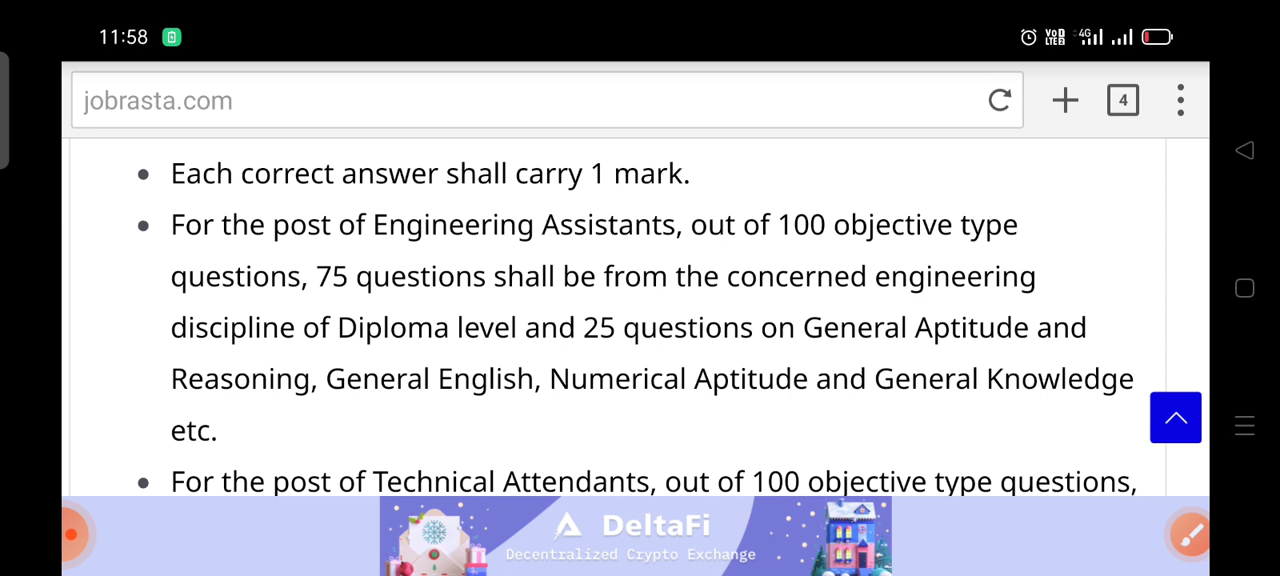 11:58
VoD LTE2 4G
jobrasta.com
4
Each correct answer shall carry 1 mark.
For the post of Engineering Assistants, out of 100 objective type
questions, 75 questions shall be from the concerned engineering
discipline of Diploma level and 25 questions on General Aptitude and
Reasoning, General English, Numerical Aptitude and General Knowledge
etc.
For the post of Technical Attendants, out of 100 objective type questions,
DeltaFi
Decentralized Crypto Exchange